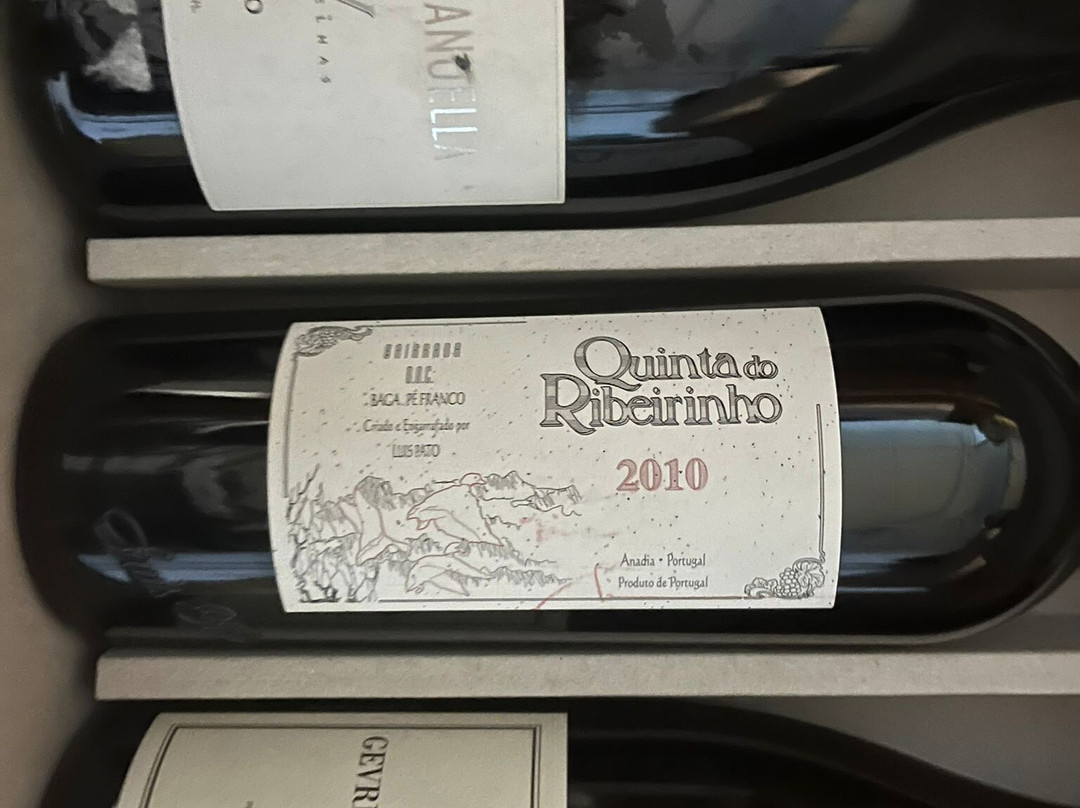 ANDELLA
BAIRRADA
D.O.C.
BAGA . PÉ FRANCO
Criado e Engarrafado por
LUIS PATO
Quinta do
Ribeirinho
2010
Anadia • Portugal
Produto de Portugal
GEVR